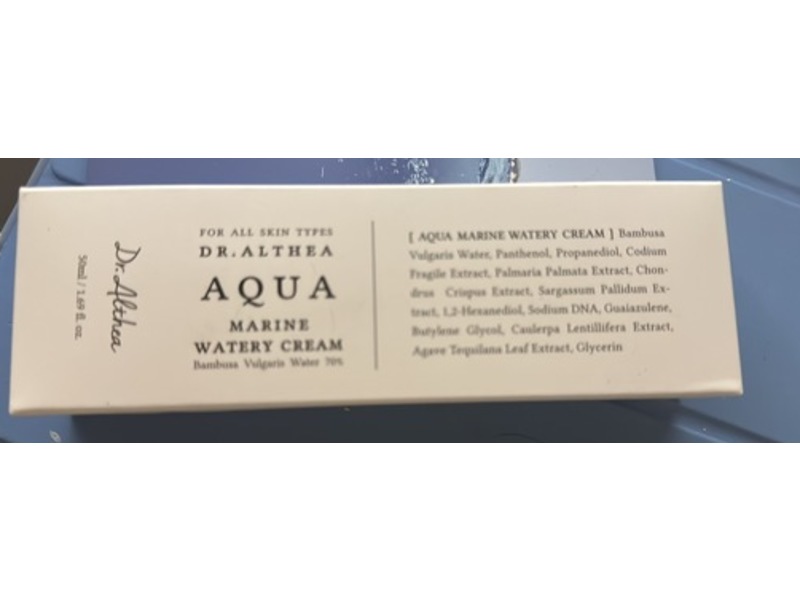 Dr.Althea
50ml / 1.69 fl. oz.
FOR ALL SKIN TYPES
DR.ALTHEA
AQUA
MARINE
WATERY CREAM
Bambusa Vulgaris Water 70%
[ AQUA MARINE WATERY CREAM ] Bambusa
Vulgaris Water, Panthenol, Propanediol, Codium
Fragile Extract, Palmaria Palmata Extract, Chon-
drus Crispus Extract, Sargassum Pallidum Ex-
tract, 1,2-Hexanediol, Sodium DNA, Guaiazulene,
Butylene Glycol, Caulerpa Lentillifera Extract,
Agave Tequilana Leaf Extract, Glycerin